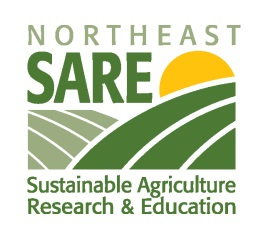 NORTHEAST
SARE
Sustainable Agriculture
Research & Education